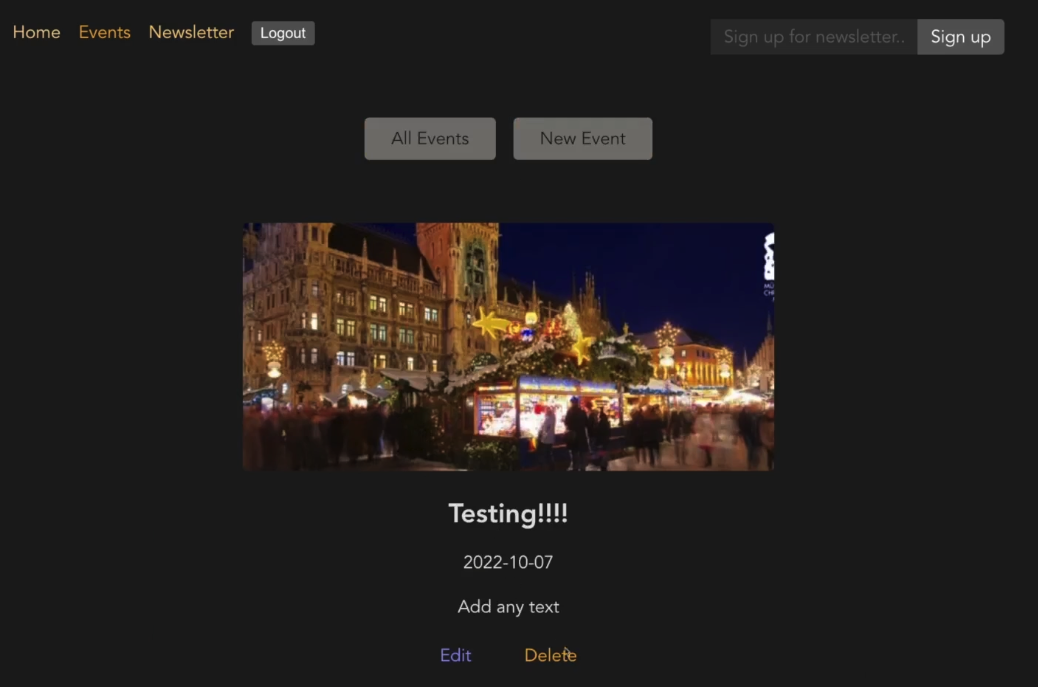 Home Events Newsletter Logout Sign up for newsletter.. Sign up
All Events New Event
Testing!!!!
2022-10-07
Add any text
Edit Delete